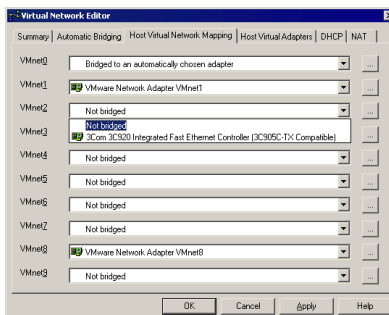 Virtual Network Editor
Summary Automatic Bridging Host Virtual Network Mapping Host Virtual Adapters DHCP NAT
VMnet0 Bridged to an automatically chosen adapter ...
VMnet1 VMware Network Adapter VMnet1 ...
VMnet2 Not bridged ...
Not bridged
VMnet3 3Com 3C920 Integrated Fast Ethernet Controller (3C905C-TX Compatible) ...
VMnet4 Not bridged ...
VMnet5 Not bridged ...
VMnet6 Not bridged ...
VMnet7 Not bridged ...
VMnet8 VMware Network Adapter VMnet8 ...
VMnet9 Not bridged ...
OK Cancel Apply Help